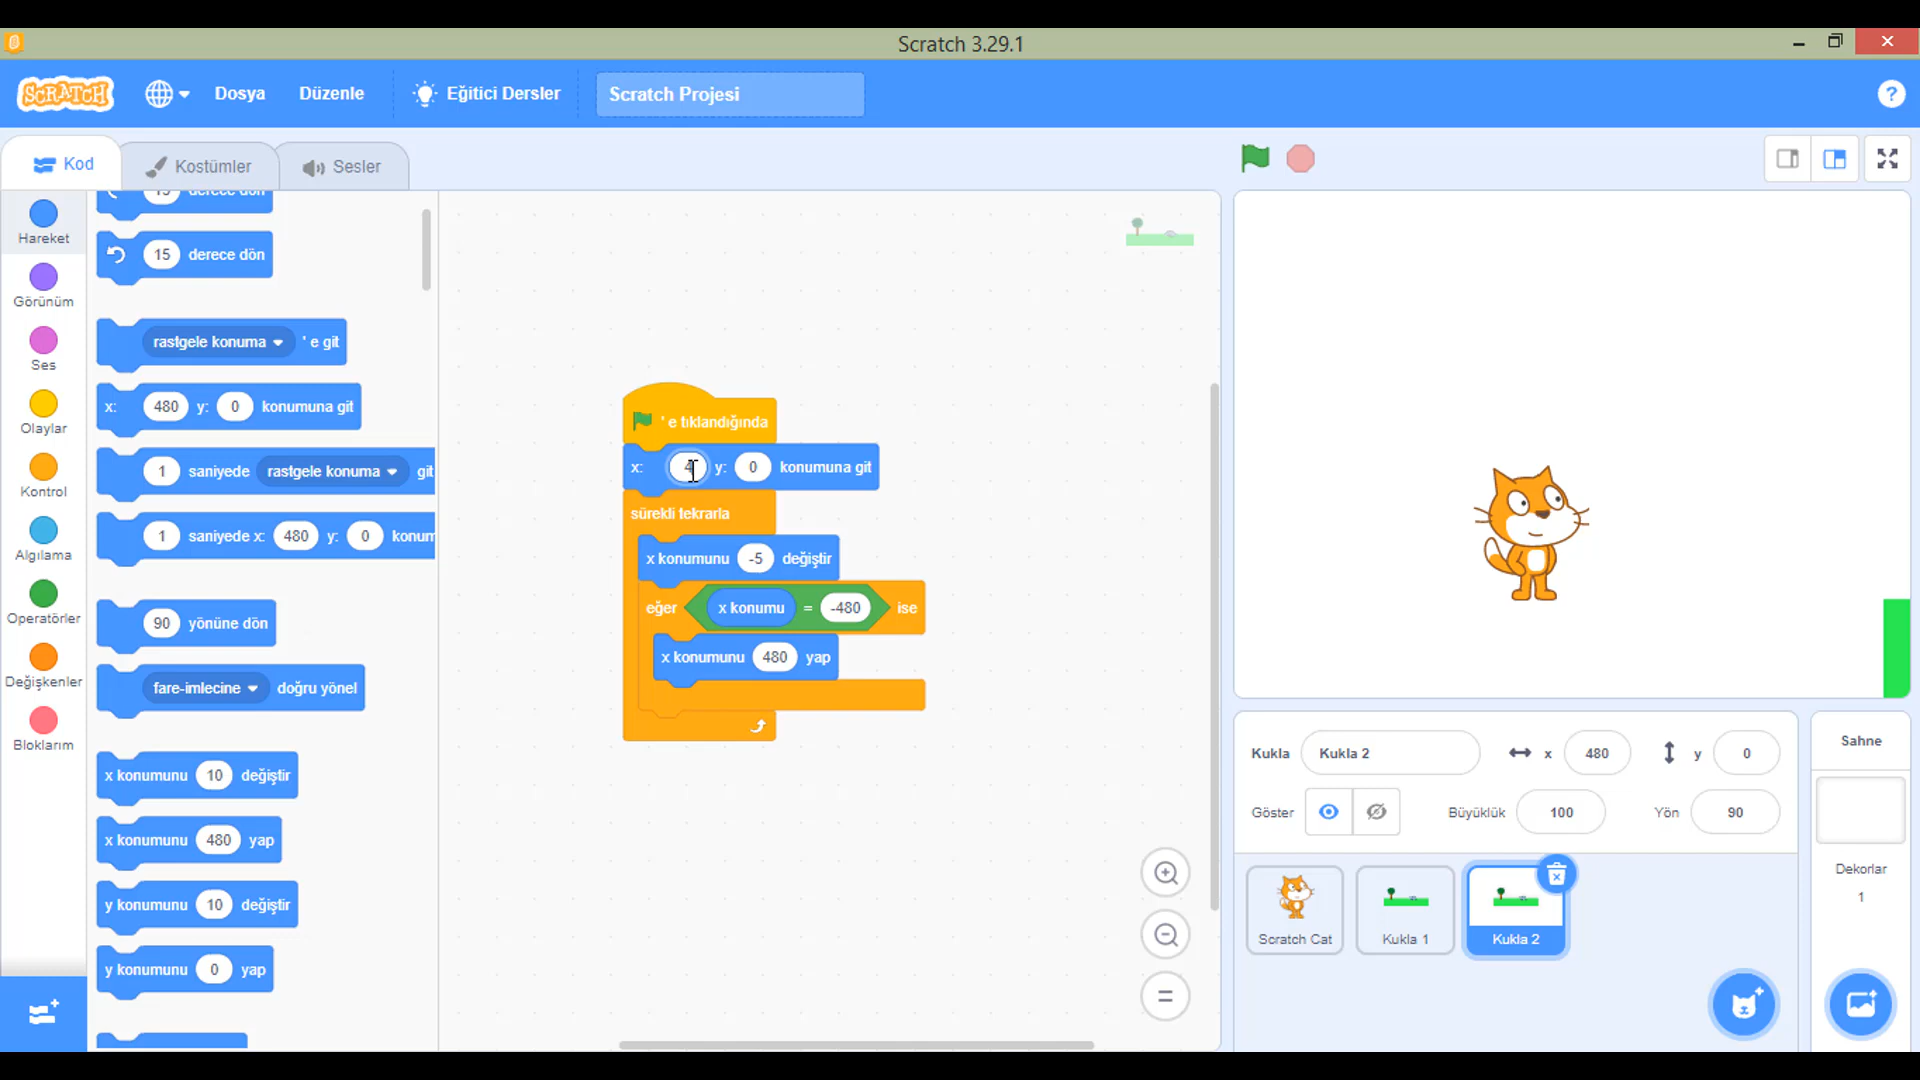 Scratch 3.29.1
SCRATCH
Dosya
Düzenle
Eğitici Dersler
Scratch Projesi
?
Kod
Kostümler
Sesler
Hareket
Görünüm
Ses
Olaylar
Kontrol
Algılama
Operatörler
Değişkenler
Bloklarım
15 derece dön
15 derece dön
rastgele konuma ' e git
x: 480 y: 0 konumuna git
1 saniyede rastgele konuma git
1 saniyede x: 480 y: 0 konum
90 yönüne dön
fare-imlecine doğru yönel
x konumunu 10 değiştir
x konumunu 480 yap
y konumunu 10 değiştir
y konumunu 0 yap
' e tıklandığında
x: 4 y: 0 konumuna git
sürekli tekrarla
x konumunu -5 değiştir
eğer x konumu = -480 ise
x konumunu 480 yap
Kukla Kukla 2 x 480 y 0
Göster Büyüklük 100 Yön 90
Scratch Cat
Kukla 1
Kukla 2
Sahne
Dekorlar
1